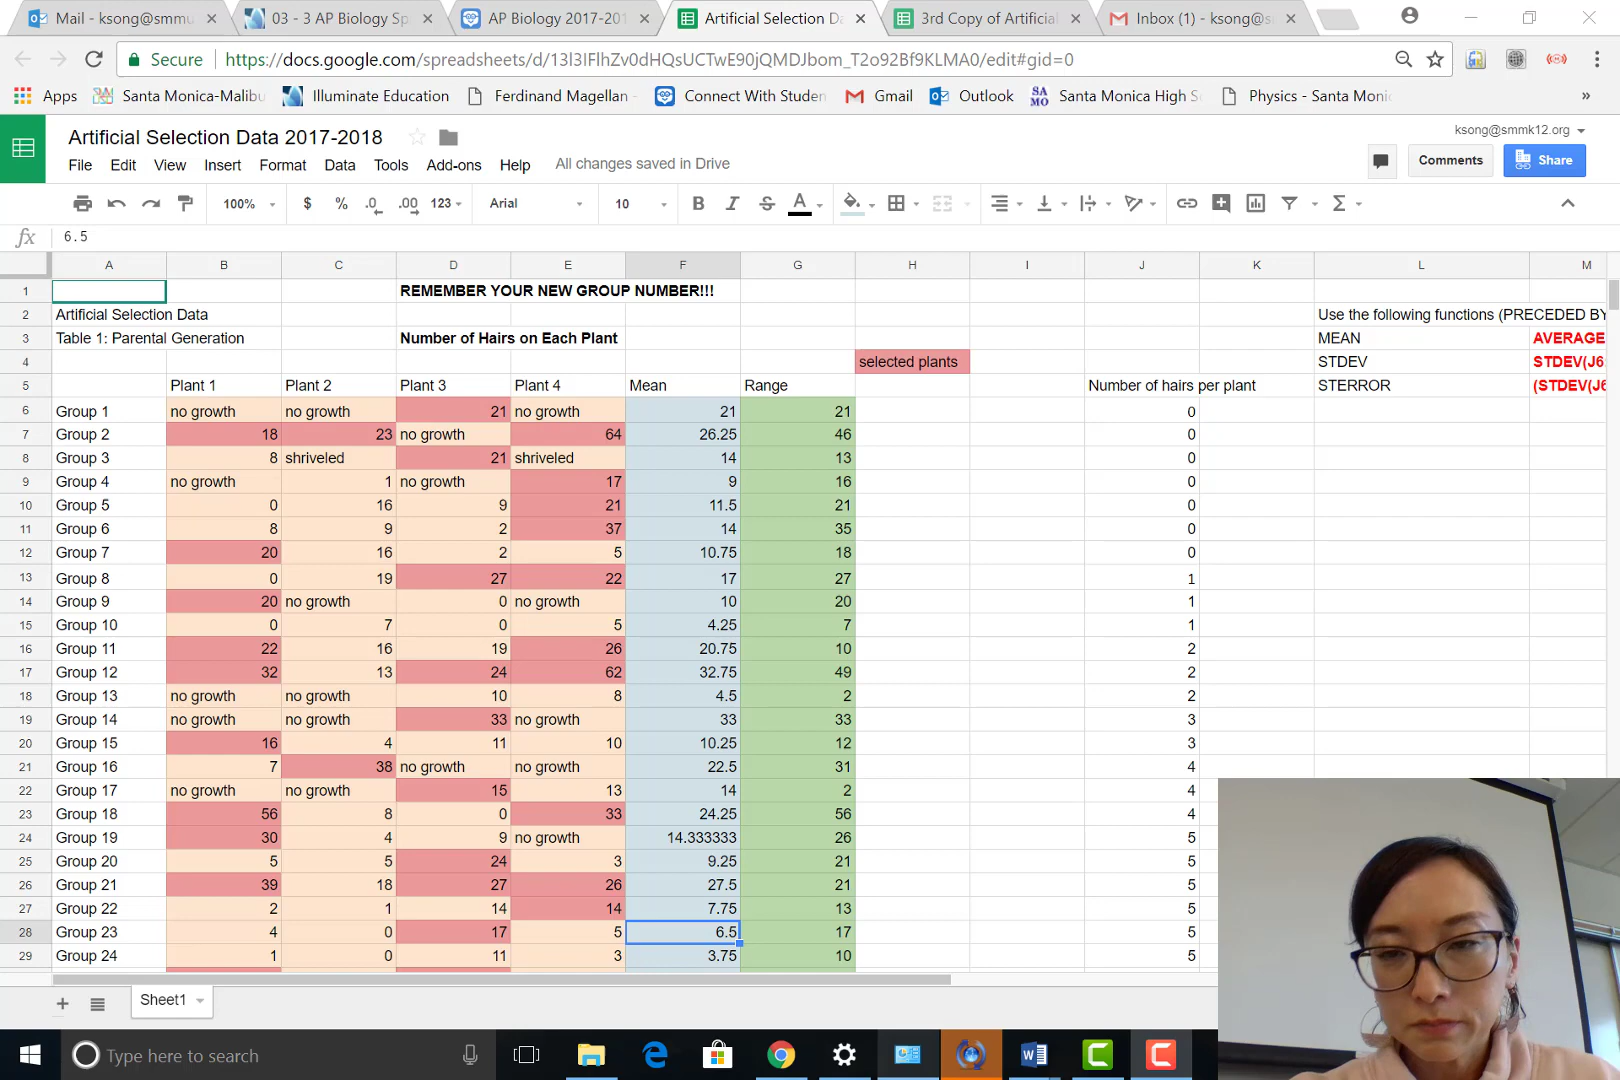 Mail - ksong@smmu
03 - 3 AP Biology Sp
AP Biology 2017-201
Artificial Selection Da
3rd Copy of Artificial
Inbox (1) - ksong@s
Secure
https://docs.google.com/spreadsheets/d/13l3IFlhZv0dHQsUCTwE90jQMDJbom_T2o92Bf9KLMA0/edit#gid=0
Apps Santa Monica-Malibu Illuminate Education Ferdinand Magellan - Connect With Studen Gmail Outlook Santa Monica High S Physics - Santa Moni »
Artificial Selection Data 2017-2018
ksong@smmk12.org
File Edit View Insert Format Data Tools Add-ons Help All changes saved in Drive
Comments Share
100% $ % .0 .00 123 Arial 10 B I S A Σ
fx 6.5
A B C D E F G H I J K L M
1 REMEMBER YOUR NEW GROUP NUMBER!!!
2 Artificial Selection Data Use the following functions (PRECEDED BY
3 Table 1: Parental Generation Number of Hairs on Each Plant MEAN AVERAGE
4 selected plants STDEV STDEV(J6
5 Plant 1 Plant 2 Plant 3 Plant 4 Mean Range Number of hairs per plant STERROR (STDEV(J6
6 Group 1 no growth no growth 21 no growth 21 21 0
7 Group 2 18 23 no growth 64 26.25 46 0
8 Group 3 8 shriveled 21 shriveled 14 13 0
9 Group 4 no growth 1 no growth 17 9 16 0
10 Group 5 0 16 9 21 11.5 21 0
11 Group 6 8 9 2 37 14 35 0
12 Group 7 20 16 2 5 10.75 18 0
13 Group 8 0 19 27 22 17 27 1
14 Group 9 20 no growth 0 no growth 10 20 1
15 Group 10 0 7 0 5 4.25 7 1
16 Group 11 22 16 19 26 20.75 10 2
17 Group 12 32 13 24 62 32.75 49 2
18 Group 13 no growth no growth 10 8 4.5 2 2
19 Group 14 no growth no growth 33 no growth 33 33 3
20 Group 15 16 4 11 10 10.25 12 3
21 Group 16 7 38 no growth no growth 22.5 31 4
22 Group 17 no growth no growth 15 13 14 2 4
23 Group 18 56 8 0 33 24.25 56 4
24 Group 19 30 4 9 no growth 14.333333 26 5
25 Group 20 5 5 24 3 9.25 21 5
26 Group 21 39 18 27 26 27.5 21 5
27 Group 22 2 1 14 14 7.75 13 5
28 Group 23 4 0 17 5 6.5 17 5
29 Group 24 1 0 11 3 3.75 10 5
Sheet1
Type here to search